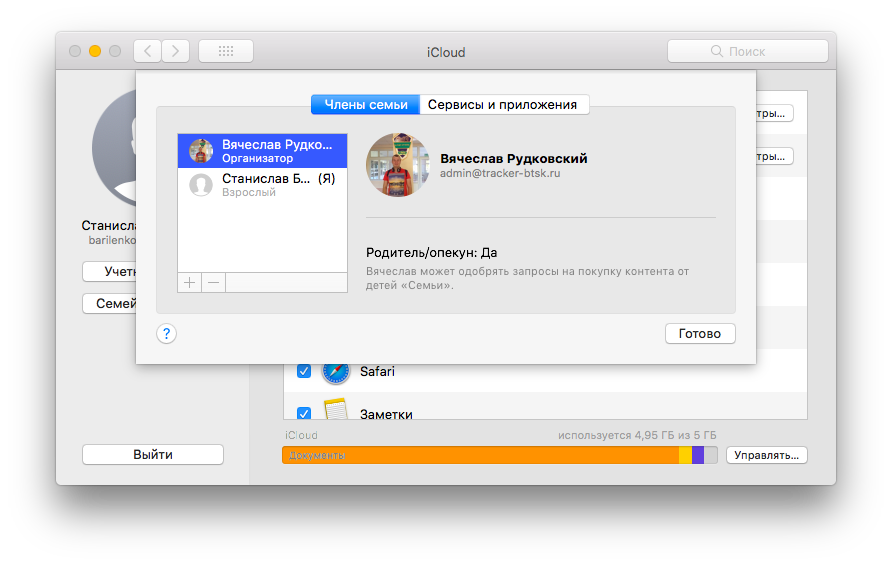 iCloud
Поиск
Члены семьи
Сервисы и приложения
Вячеслав Рудко...
Организатор
Станислав Б... (Я)
Взрослый
Вячеслав Рудковский
admin@tracker-btsk.ru
Родитель/опекун: Да
Вячеслав может одобрять запросы на покупку контента от
детей «Семьи».
+
−
?
Готово
тры...
тры...
Станисла
barilenko
Учетн
Семей
Выйти
Safari
Заметки
iCloud
используется 4,95 ГБ из 5 ГБ
Документы
Управлять...